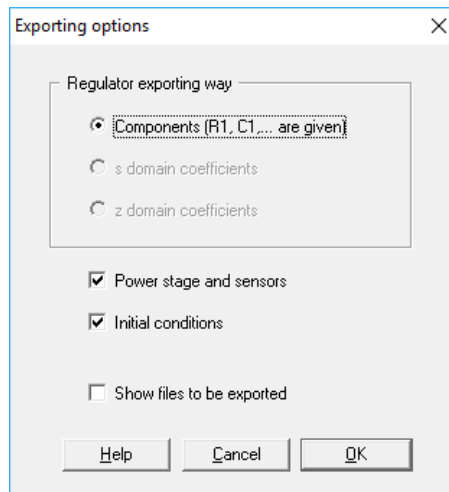 Exporting options
Regulator exporting way
Components (R1, C1,... are given)
s domain coefficients
z domain coefficients
Power stage and sensors
Initial conditions
Show files to be exported
Help Cancel OK